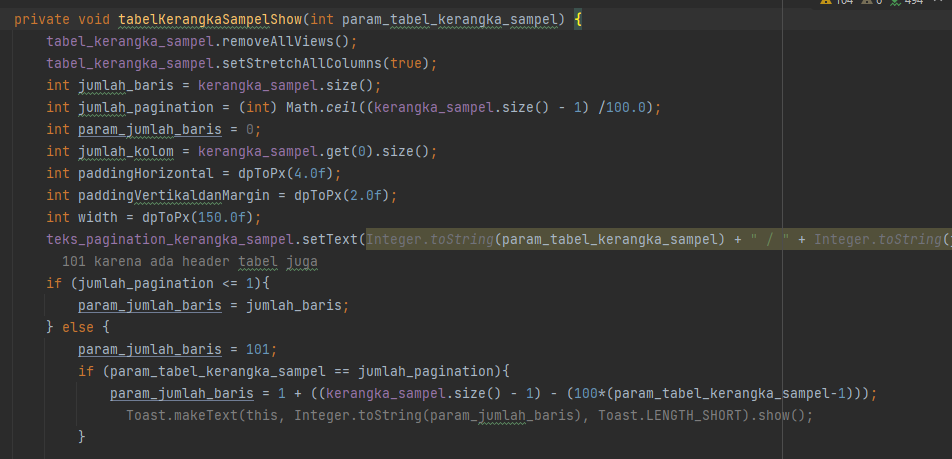 104 6 494
private void tabelKerangkaSampelShow(int param_tabel_kerangka_sampel) {
tabel_kerangka_sampel.removeAllViews();
tabel_kerangka_sampel.setStretchAllColumns(true);
int jumlah_baris = kerangka_sampel.size();
int jumlah_pagination = (int) Math.ceil((kerangka_sampel.size() - 1) /100.0);
int param_jumlah_baris = 0;
int jumlah_kolom = kerangka_sampel.get(0).size();
int paddingHorizontal = dpToPx(4.0f);
int paddingVertikaldanMargin = dpToPx(2.0f);
int width = dpToPx(150.0f);
teks_pagination_kerangka_sampel.setText(Integer.toString(param_tabel_kerangka_sampel) + " / " + Integer.toString(j
101 karena ada header tabel juga
if (jumlah_pagination <= 1){
param_jumlah_baris = jumlah_baris;
} else {
param_jumlah_baris = 101;
if (param_tabel_kerangka_sampel == jumlah_pagination){
param_jumlah_baris = 1 + ((kerangka_sampel.size() - 1) - (100*(param_tabel_kerangka_sampel-1)));
Toast.makeText(this, Integer.toString(param_jumlah_baris), Toast.LENGTH_SHORT).show();
}